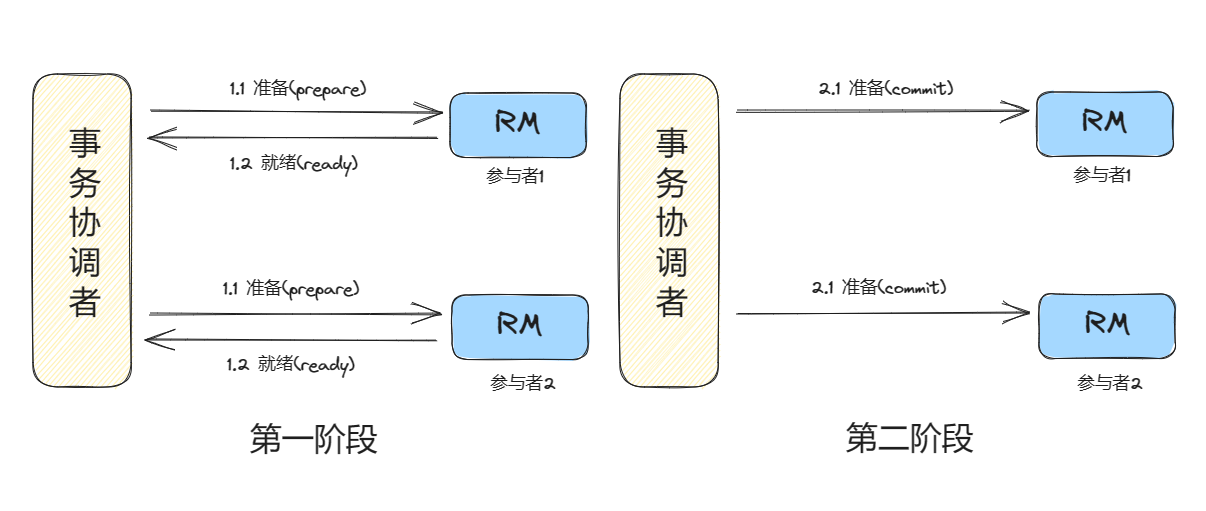 事务协调者
1.1 准备(prepare)
RM
1.2 就绪(ready)
参与者1
1.1 准备(prepare)
RM
1.2 就绪(ready)
参与者2
第一阶段
事务协调者
2.1 准备(commit)
RM
参与者1
2.1 准备(commit)
RM
参与者2
第二阶段